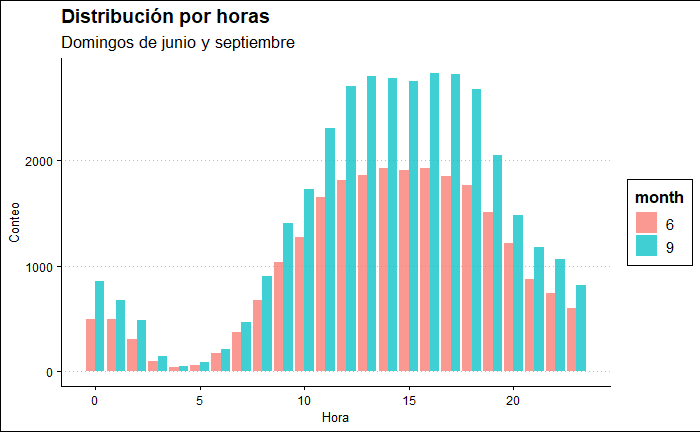 Distribución por horas
Domingos de junio y septiembre
Conteo
2000
1000
0
0 5 10 15 20
Hora
month
6
9